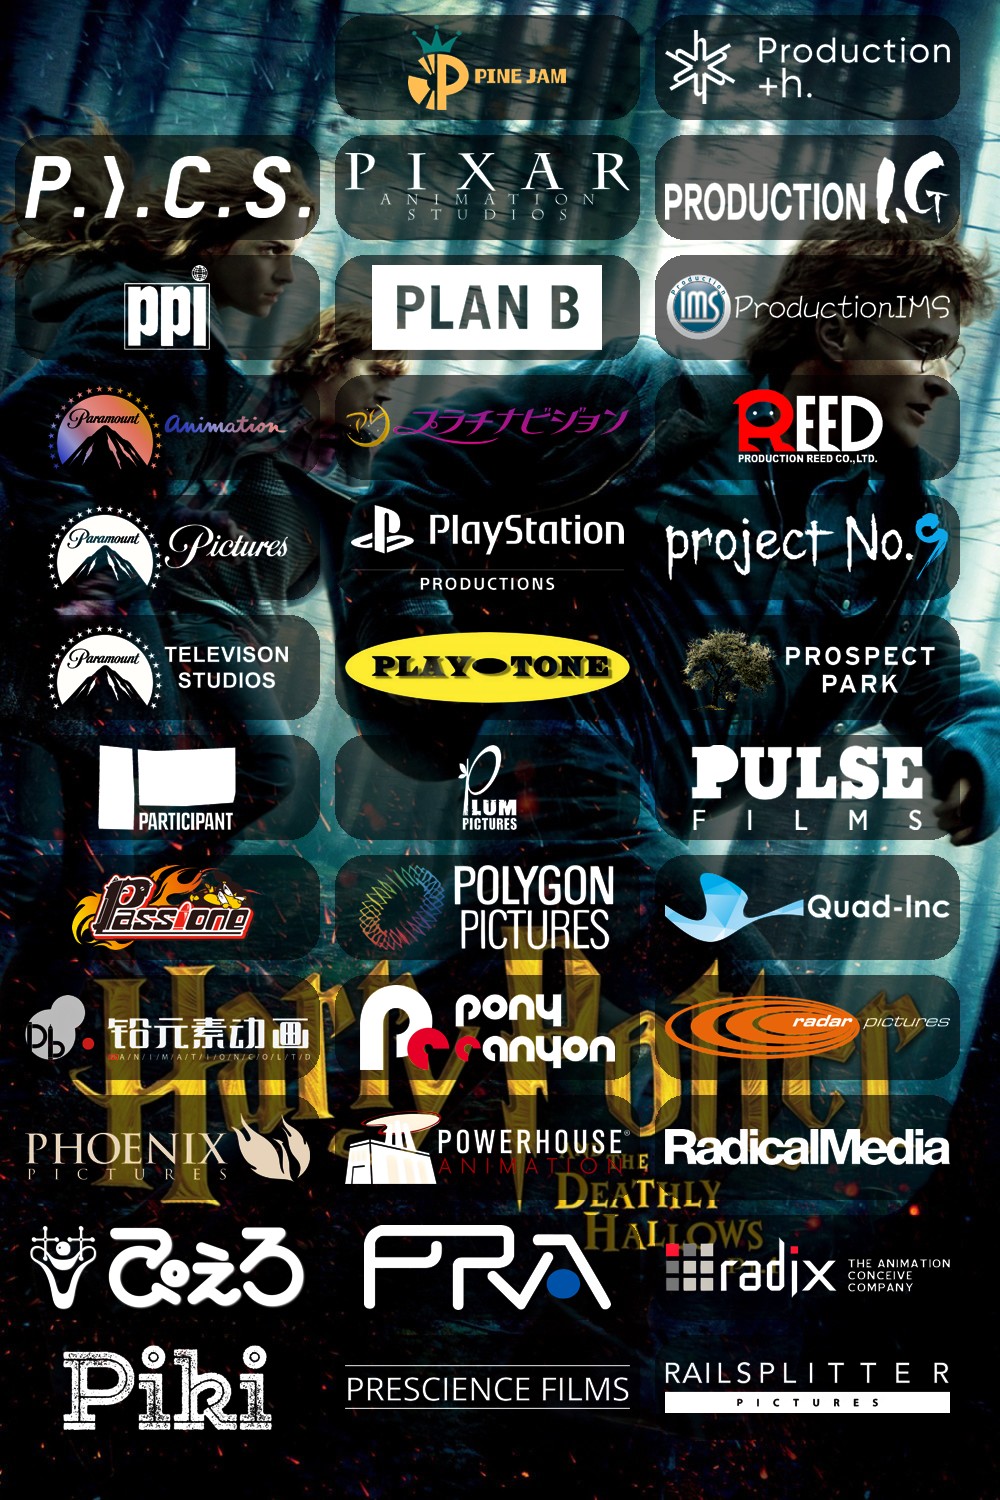 PINE JAM
Production
+h.
P.I.C.S.
PIXAR
ANIMATION
STUDIOS
PRODUCTION I.G
ppi
PLAN B
Production
IMS
ProductionIMS
Paramount
Animation
プラチナビジョン
REED
PRODUCTION REED CO.,LTD.
Paramount
Pictures
PlayStation
PRODUCTIONS
project No.9
Paramount
TELEVISON
STUDIOS
PLAY-TONE
PROSPECT
PARK
PARTICIPANT
PLUM
PICTURES
PULSE
FILMS
Passione
POLYGON
PICTURES
Quad-Inc
Pb
铅元素动画
ANIMATIONCOLTD
pony
canyon
radar pictures
Harry Potter
PHOENIX
PICTURES
POWERHOUSE®
ANIMATION
RadicalMedia
THE
DEATHLY
HALLOWS
ぴえろ
PRA
radix
THE ANIMATION
CONCEIVE
COMPANY
Piki
PRESCIENCE FILMS
RAILSPLITTER
PICTURES